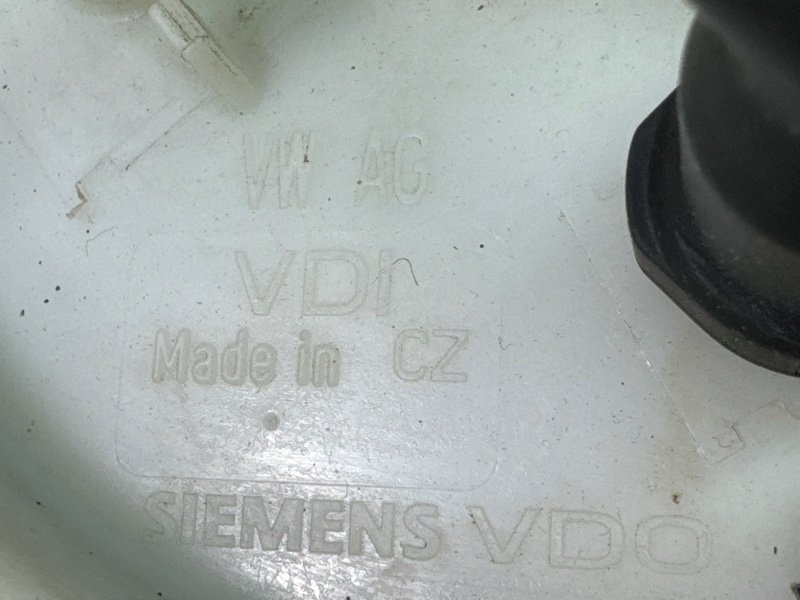 VW AG
VDI
Made in CZ
SIEMENS VDO